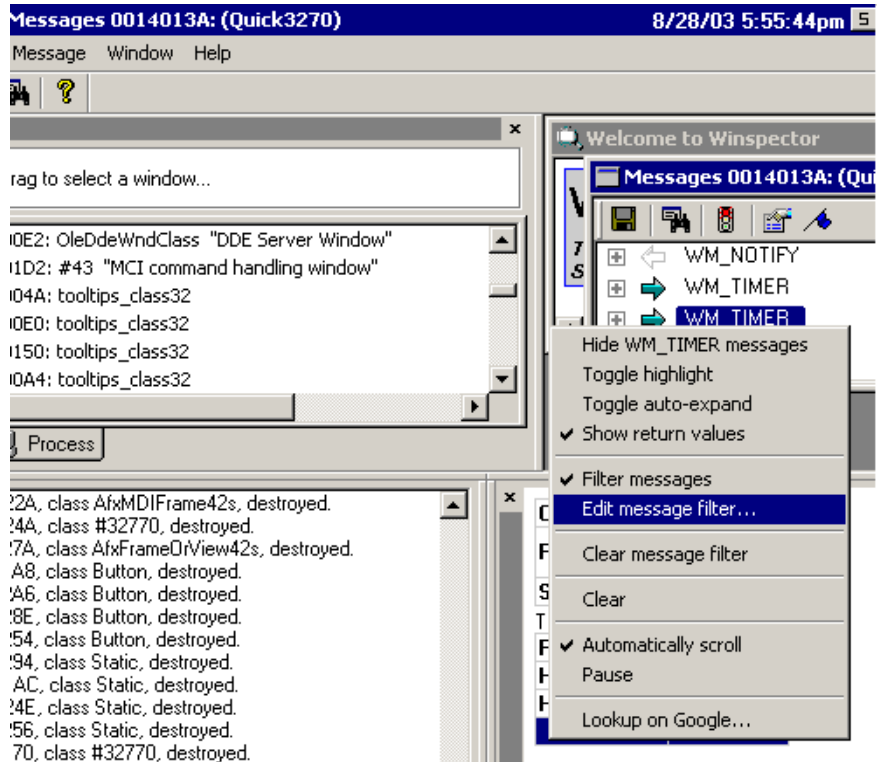 Messages 0014013A: (Quick3270)
8/28/03 5:55:44pm
Message Window Help
rag to select a window...
00E2: OleDdeWndClass "DDE Server Window"
01D2: #43 "MCI command handling window"
004A: tooltips_class32
00E0: tooltips_class32
0150: tooltips_class32
00A4: tooltips_class32
Process
22A, class AfxMDIFrame42s, destroyed.
24A, class #32770, destroyed.
27A, class AfxFrameOrView42s, destroyed.
A8, class Button, destroyed.
2A6, class Button, destroyed.
28E, class Button, destroyed.
254, class Button, destroyed.
294, class Static, destroyed.
AC, class Static, destroyed.
24E, class Static, destroyed.
256, class Static, destroyed.
70, class #32770, destroyed.
Welcome to Winspector
Messages 0014013A: (Qui
WM_NOTIFY
WM_TIMER
WM_TIMER
Hide WM_TIMER messages
Toggle highlight
Toggle auto-expand
Show return values
Filter messages
Edit message filter...
Clear message filter
Clear
Automatically scroll
Pause
Lookup on Google...